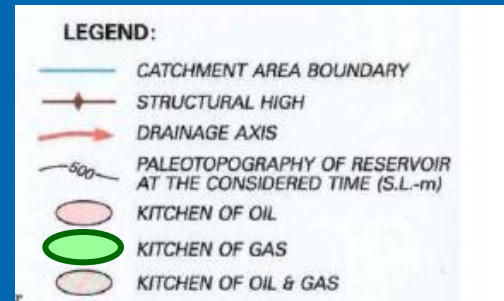 LEGEND:
CATCHMENT AREA BOUNDARY
STRUCTURAL HIGH
DRAINAGE AXIS
500
PALEOTOPOGRAPHY OF RESERVOIR
AT THE CONSIDERED TIME (S.L.-m)
KITCHEN OF OIL
KITCHEN OF GAS
KITCHEN OF OIL & GAS